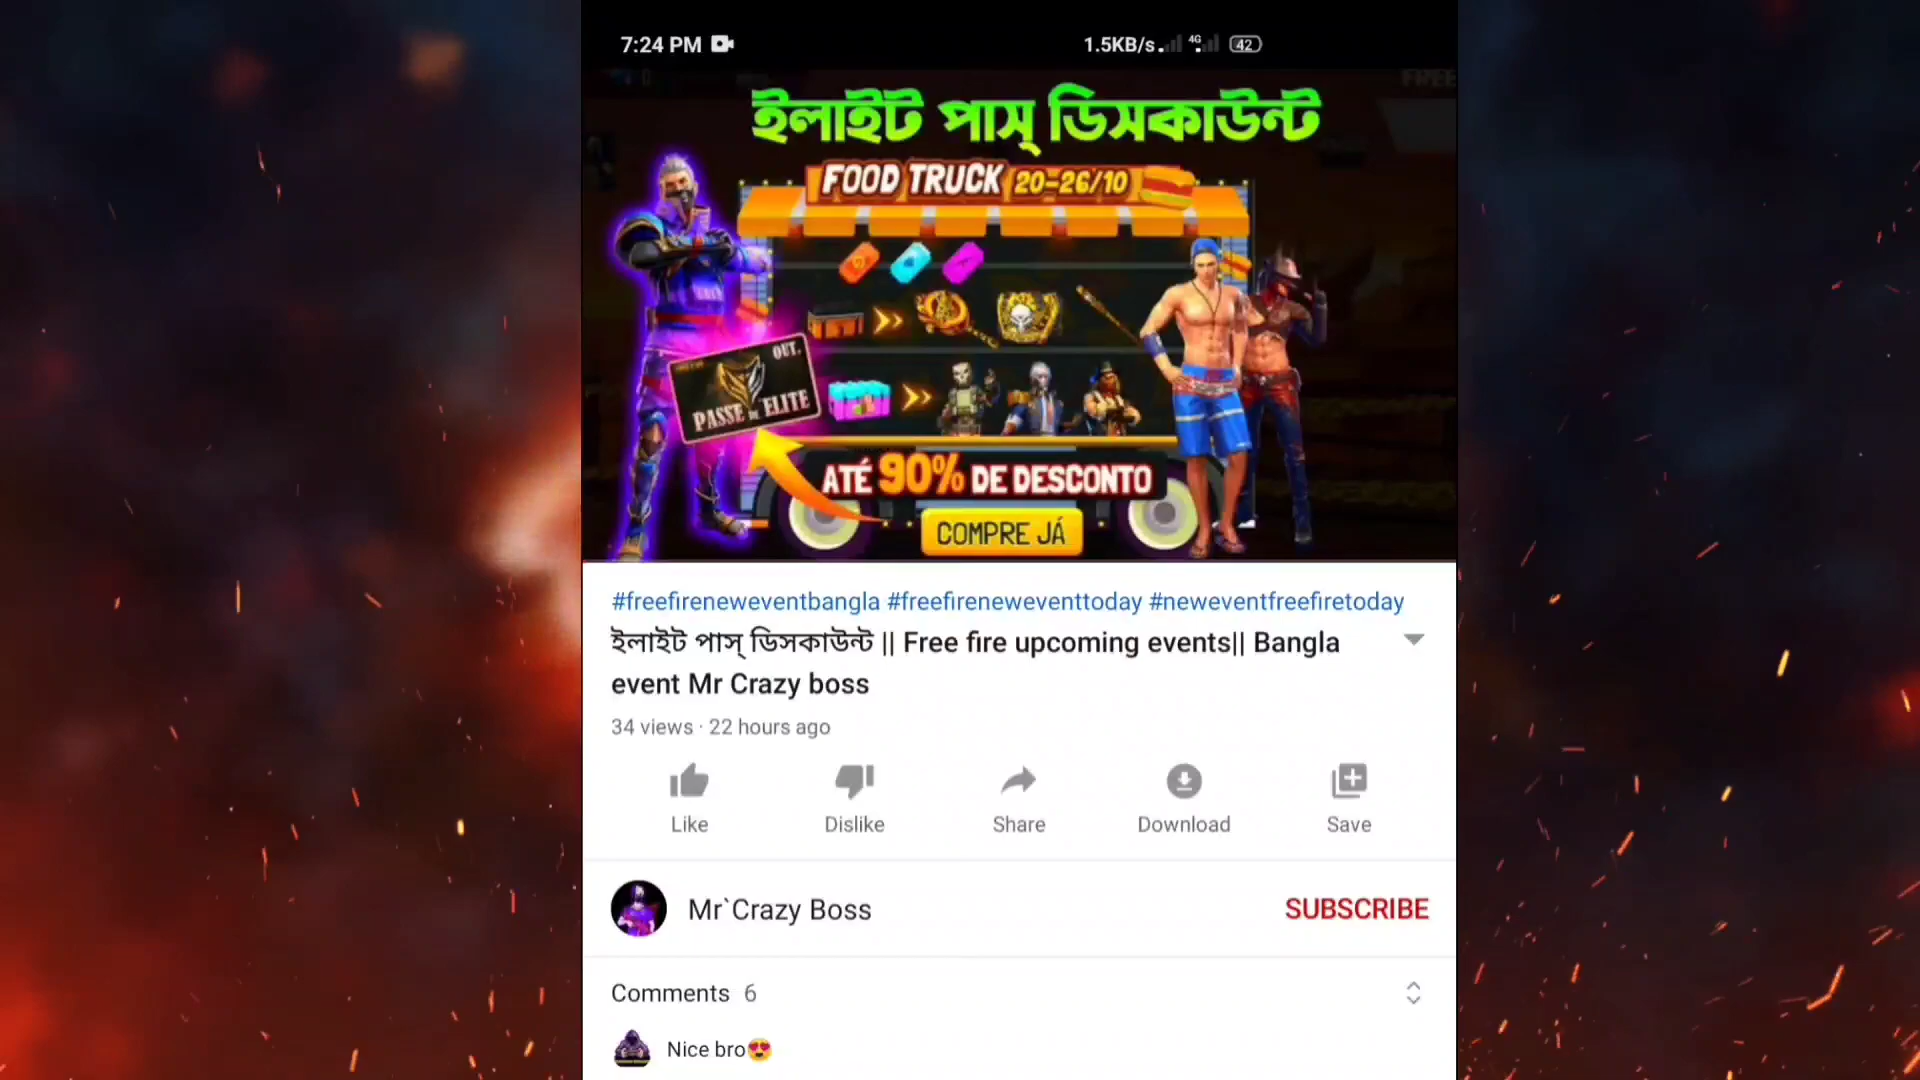 7:24 PM
1.5KB/s 4G 42
FREE
ইলাইট পাস্ ডিসকাউন্ট
FOOD TRUCK 20-26/10
OUT.
PASSE DE ELITE
ATÉ 90% DE DESCONTO
COMPRE JÁ
#freefireneweventbangla #freefireneweventtoday #neweventfreefiretoday
ইলাইট পাস্ ডিসকাউন্ট || Free fire upcoming events|| Bangla
event Mr Crazy boss
34 views · 22 hours ago
Like Dislike Share Download Save
Mr`Crazy Boss SUBSCRIBE
Comments 6
Nice bro😍